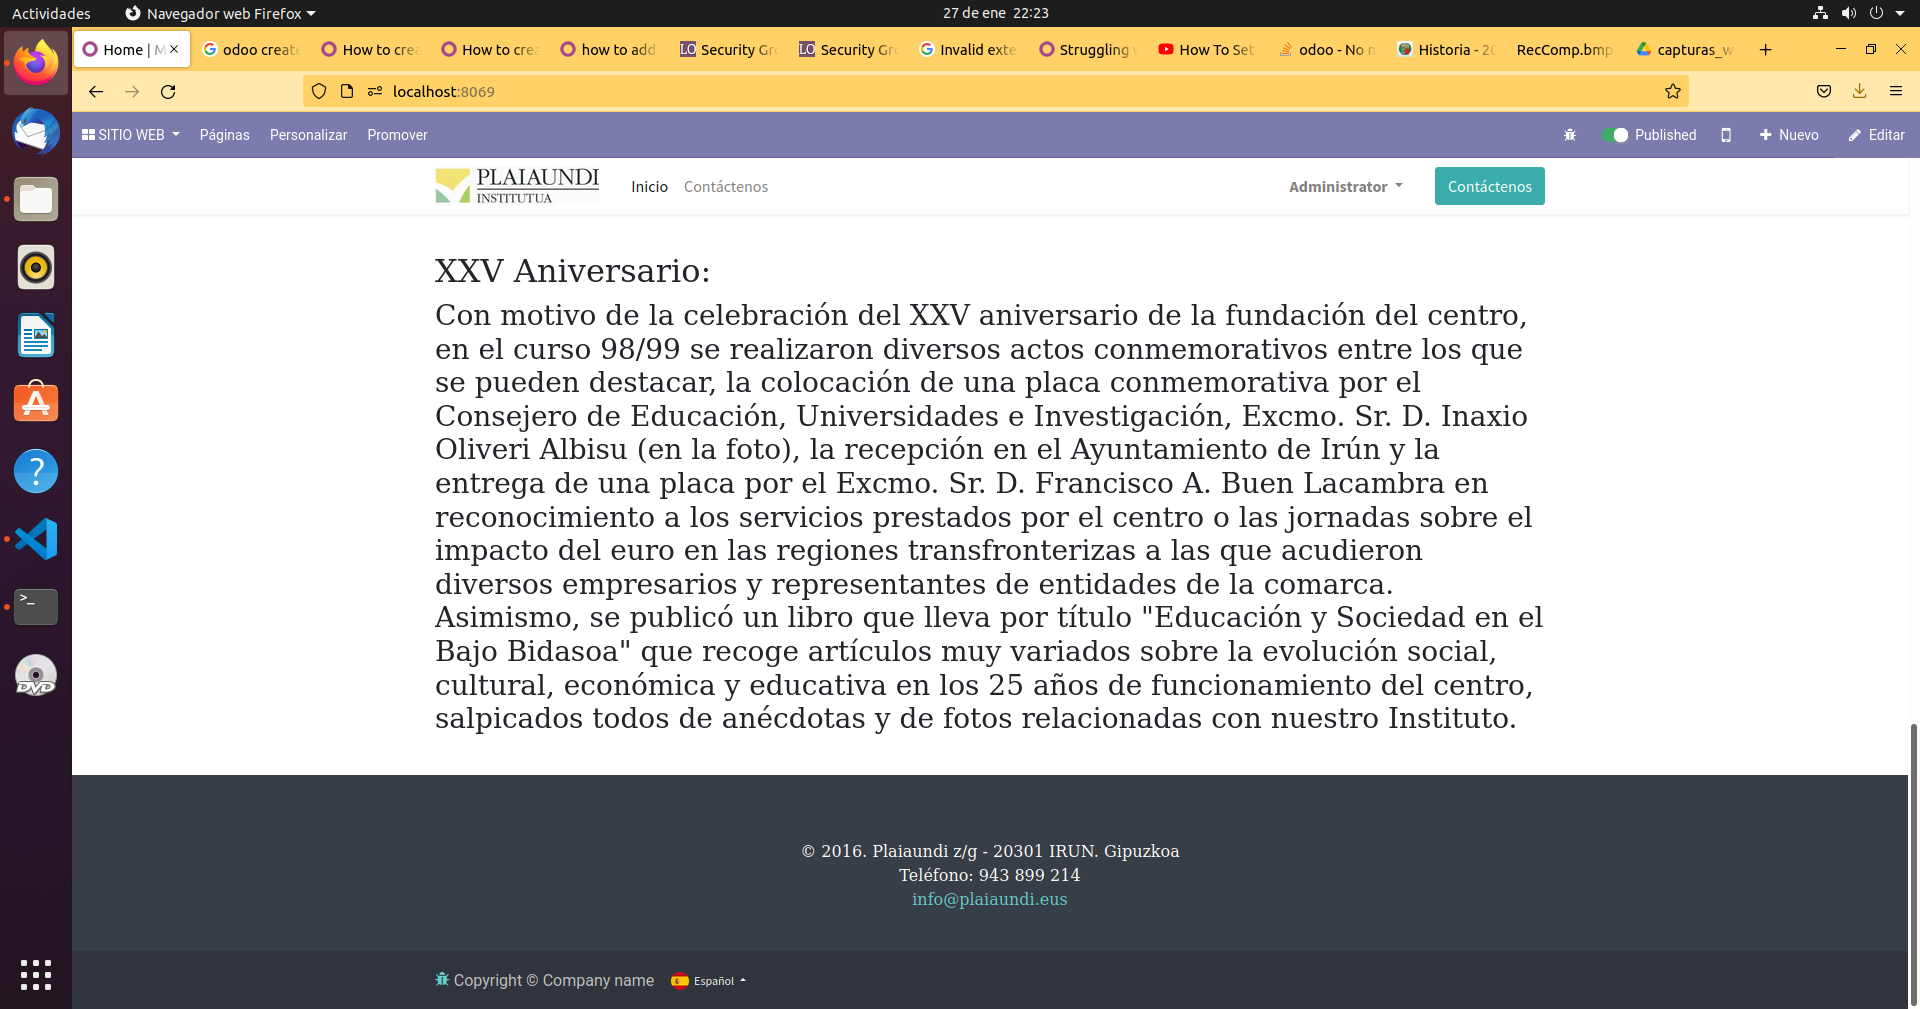 Actividades
Navegador web Firefox
27 de ene 22:23
Home | M
odoo create
How to crea
How to crea
how to add
LO Security Gro
LO Security Gro
Invalid exte
Struggling
How To Set
odoo - No m
Historia - 20
RecComp.bmp
capturas_w
localhost:8069
SITIO WEB
Páginas
Personalizar
Promover
Published
Nuevo
Editar
PLAIAUNDI
INSTITUTUA
Inicio
Contáctenos
Administrator
Contáctenos
XXV Aniversario:
Con motivo de la celebración del XXV aniversario de la fundación del centro,
en el curso 98/99 se realizaron diversos actos conmemorativos entre los que
se pueden destacar, la colocación de una placa conmemorativa por el
Consejero de Educación, Universidades e Investigación, Excmo. Sr. D. Inaxio
Oliveri Albisu (en la foto), la recepción en el Ayuntamiento de Irún y la
entrega de una placa por el Excmo. Sr. D. Francisco A. Buen Lacambra en
reconocimiento a los servicios prestados por el centro o las jornadas sobre el
impacto del euro en las regiones transfronterizas a las que acudieron
diversos empresarios y representantes de entidades de la comarca.
Asimismo, se publicó un libro que lleva por título "Educación y Sociedad en el
Bajo Bidasoa" que recoge artículos muy variados sobre la evolución social,
cultural, económica y educativa en los 25 años de funcionamiento del centro,
salpicados todos de anécdotas y de fotos relacionadas con nuestro Instituto.
© 2016. Plaiaundi z/g - 20301 IRUN. Gipuzkoa
Teléfono: 943 899 214
info@plaiaundi.eus
Copyright © Company name
Español
DVD